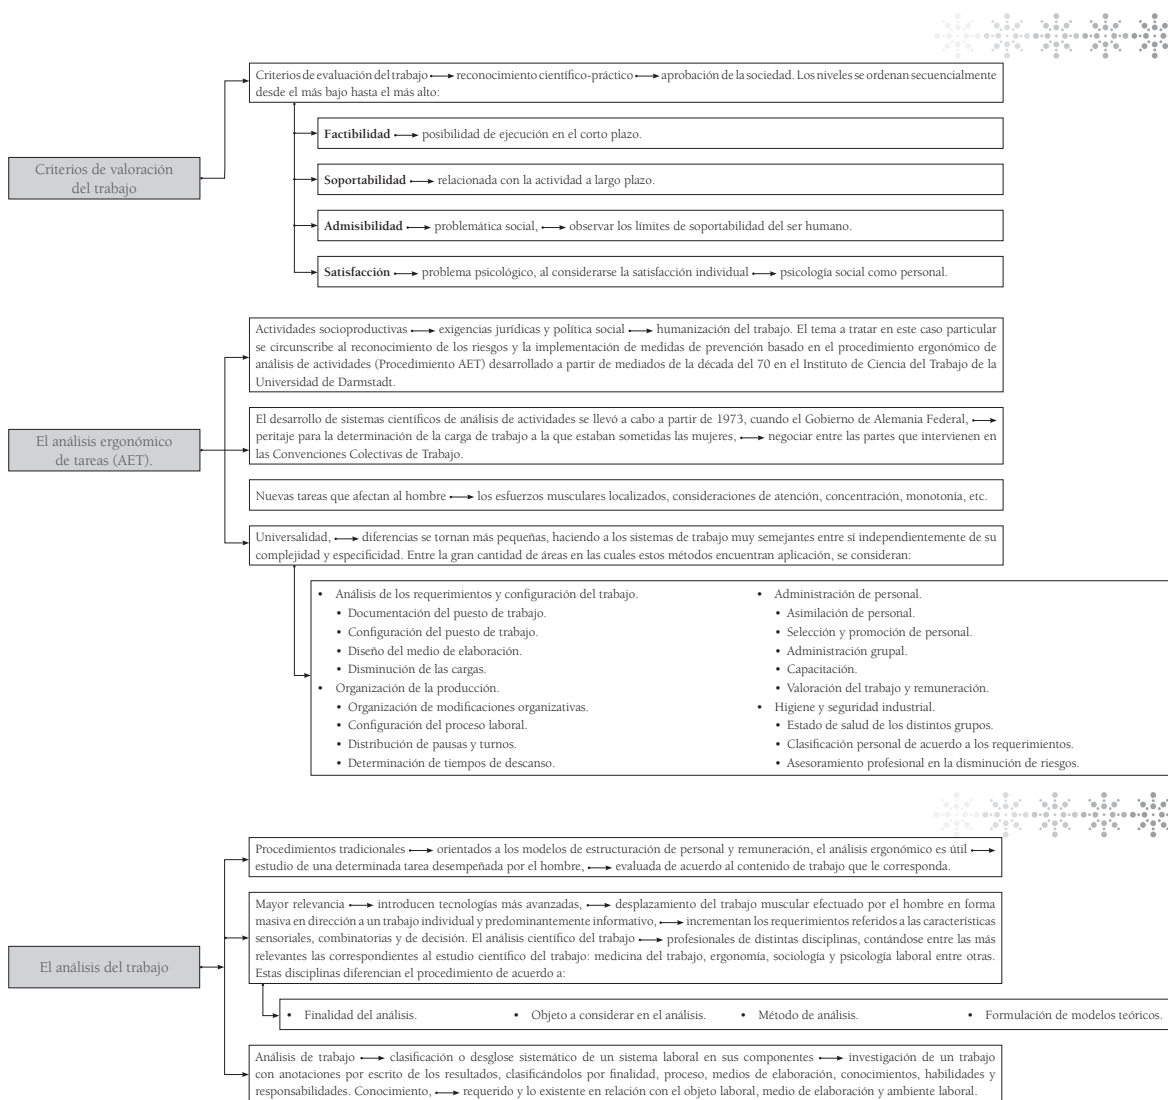 Criterios de evaluación del trabajo ⟶ reconocimiento científico-práctico ⟶ aprobación de la sociedad. Los niveles se ordenan secuencialmente
desde el más bajo hasta el más alto:
Criterios de valoración
del trabajo
Factibilidad ⟶ posibilidad de ejecución en el corto plazo.
Soportabilidad ⟶ relacionada con la actividad a largo plazo.
Admisibilidad ⟶ problemática social, ⟶ observar los límites de soportabilidad del ser humano.
Satisfacción ⟶ problema psicológico, al considerarse la satisfacción individual ⟶ psicología social como personal.
El análisis ergonómico
de tareas (AET).
Actividades socioproductivas ⟶ exigencias jurídicas y política social ⟶ humanización del trabajo. El tema a tratar en este caso particular
se circunscribe al reconocimiento de los riesgos y la implementación de medidas de prevención basado en el procedimiento ergonómico de
análisis de actividades (Procedimiento AET) desarrollado a partir de mediados de la década del 70 en el Instituto de Ciencia del Trabajo de la
Universidad de Darmstadt.
El desarrollo de sistemas científicos de análisis de actividades se llevó a cabo a partir de 1973, cuando el Gobierno de Alemania Federal, ⟶
peritaje para la determinación de la carga de trabajo a la que estaban sometidas las mujeres, ⟶ negociar entre las partes que intervienen en
las Convenciones Colectivas de Trabajo.
Nuevas tareas que afectan al hombre ⟶ los esfuerzos musculares localizados, consideraciones de atención, concentración, monotonía, etc.
Universalidad, ⟶ diferencias se tornan más pequeñas, haciendo a los sistemas de trabajo muy semejantes entre sí independientemente de su
complejidad y especificidad. Entre la gran cantidad de áreas en las cuales estos métodos encuentran aplicación, se consideran:
• Análisis de los requerimientos y configuración del trabajo.
• Documentación del puesto de trabajo.
• Configuración del puesto de trabajo.
• Diseño del medio de elaboración.
• Disminución de las cargas.
• Organización de la producción.
• Organización de modificaciones organizativas.
• Configuración del proceso laboral.
• Distribución de pausas y turnos.
• Determinación de tiempos de descanso.
• Administración de personal.
• Asimilación de personal.
• Selección y promoción de personal.
• Administración grupal.
• Capacitación.
• Valoración del trabajo y remuneración.
• Higiene y seguridad industrial.
• Estado de salud de los distintos grupos.
• Clasificación personal de acuerdo a los requerimientos.
• Asesoramiento profesional en la disminución de riesgos.
El análisis del trabajo
Procedimientos tradicionales ⟶ orientados a los modelos de estructuración de personal y remuneración, el análisis ergonómico es útil ⟶
estudio de una determinada tarea desempeñada por el hombre, ⟶ evaluada de acuerdo al contenido de trabajo que le corresponda.
Mayor relevancia ⟶ introducen tecnologías más avanzadas, ⟶ desplazamiento del trabajo muscular efectuado por el hombre en forma
masiva en dirección a un trabajo individual y predominantemente informativo, ⟶ incrementan los requerimientos referidos a las características
sensoriales, combinatorias y de decisión. El análisis científico del trabajo ⟶ profesionales de distintas disciplinas, contándose entre las más
relevantes las correspondientes al estudio científico del trabajo: medicina del trabajo, ergonomía, sociología y psicología laboral entre otras.
Estas disciplinas diferencian el procedimiento de acuerdo a:
• Finalidad del análisis. • Objeto a considerar en el análisis. • Método de análisis. • Formulación de modelos teóricos.
Análisis de trabajo ⟶ clasificación o desglose sistemático de un sistema laboral en sus componentes ⟶ investigación de un trabajo
con anotaciones por escrito de los resultados, clasificándolos por finalidad, proceso, medios de elaboración, conocimientos, habilidades y
responsabilidades. Conocimiento, ⟶ requerido y lo existente en relación con el objeto laboral, medio de elaboración y ambiente laboral.